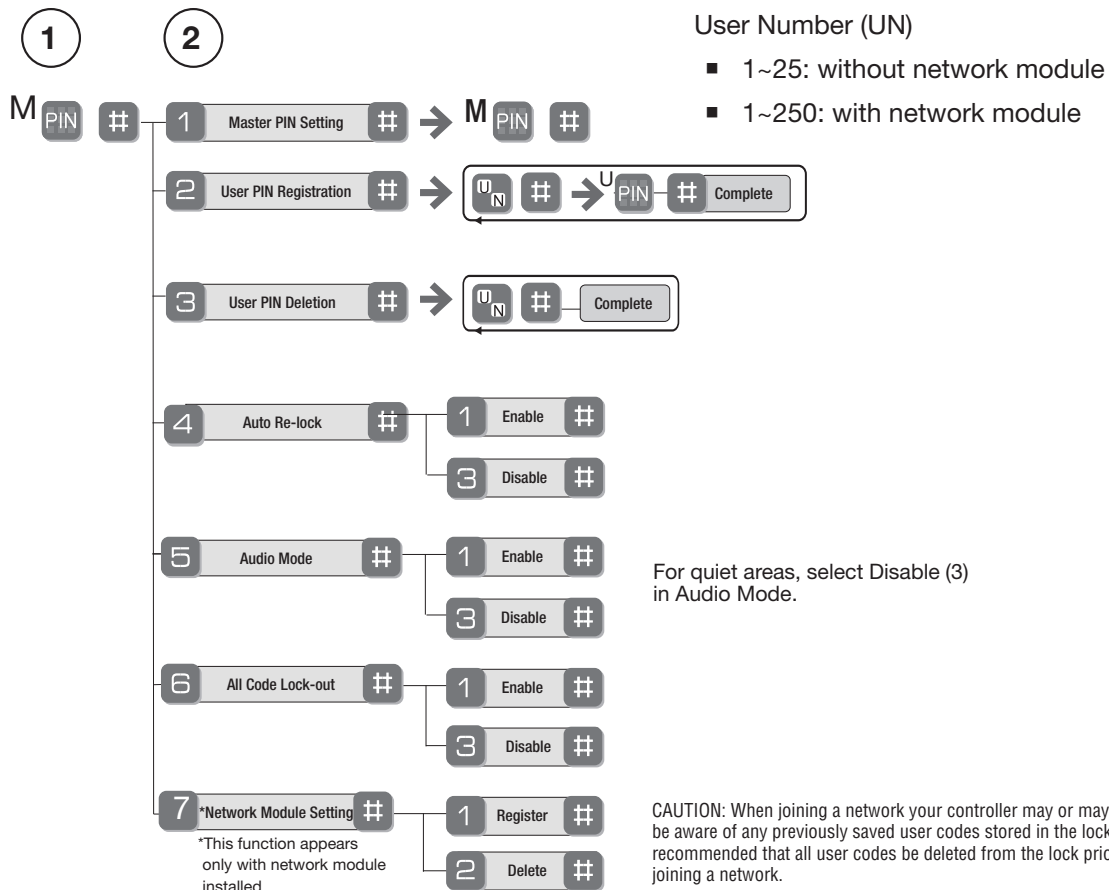 1 2
User Number (UN)
■ 1~25: without network module
■ 1~250: with network module
M PIN # 1 Master PIN Setting # M PIN #
2 User PIN Registration # UN # U PIN # Complete
3 User PIN Deletion # UN # Complete
4 Auto Re-lock # 1 Enable #
3 Disable #
5 Audio Mode # 1 Enable #
3 Disable #
For quiet areas, select Disable (3)
in Audio Mode.
6 All Code Lock-out # 1 Enable #
3 Disable #
7 *Network Module Setting # 1 Register #
2 Delete #
*This function appears
only with network module
installed
CAUTION: When joining a network your controller may or may
be aware of any previously saved user codes stored in the lock
recommended that all user codes be deleted from the lock prio
joining a network.